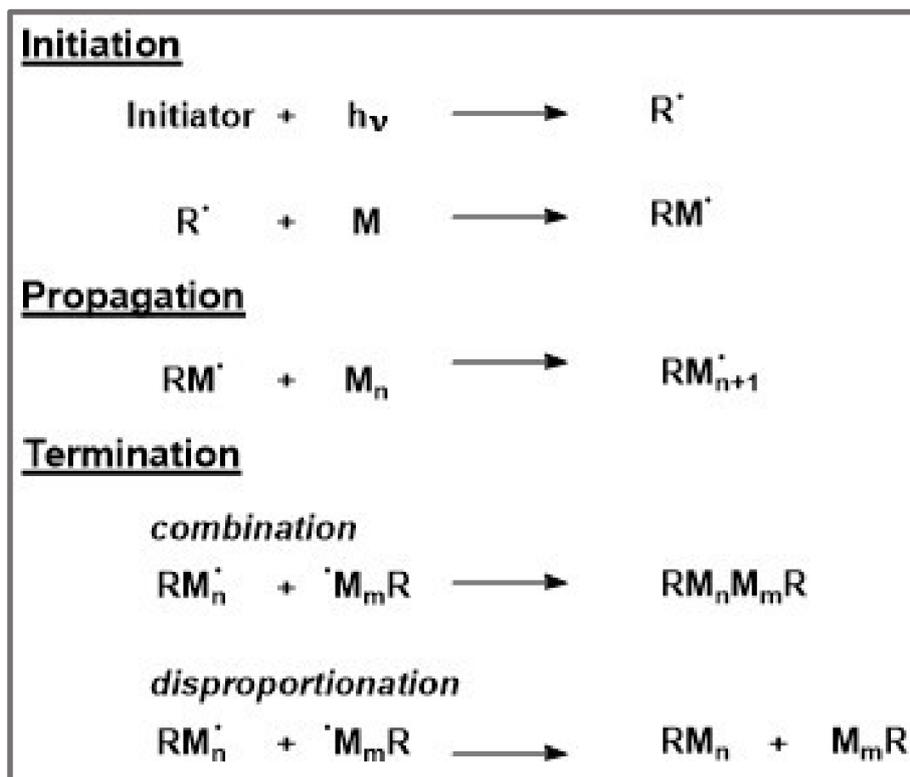 Initiation
Initiator + hν ⟶ R˙
R˙ + M ⟶ RM˙
Propagation
RM˙ + Mₙ ⟶ RM˙ₙ₊₁
Termination
combination
RM˙ₙ + ˙MₘR ⟶ RMₙMₘR
disproportionation
RM˙ₙ + ˙MₘR ⟶ RMₙ + MₘR